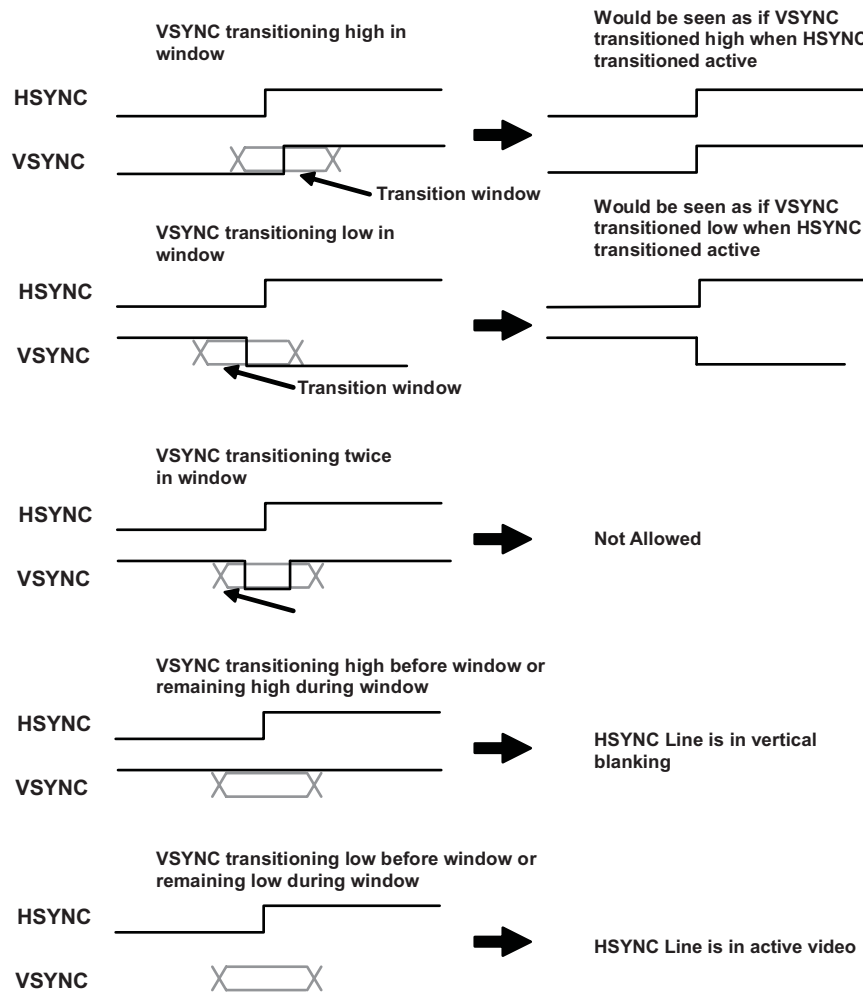 VSYNC transitioning high in
window
Would be seen as if VSYNC
transitioned high when HSYNC
transitioned active
HSYNC
VSYNC
Transition window
VSYNC transitioning low in
window
Would be seen as if VSYNC
transitioned low when HSYNC
transitioned active
HSYNC
VSYNC
Transition window
VSYNC transitioning twice
in window
HSYNC
Not Allowed
VSYNC
VSYNC transitioning high before window or
remaining high during window
HSYNC
HSYNC Line is in vertical
blanking
VSYNC
VSYNC transitioning low before window or
remaining low during window
HSYNC
HSYNC Line is in active video
VSYNC